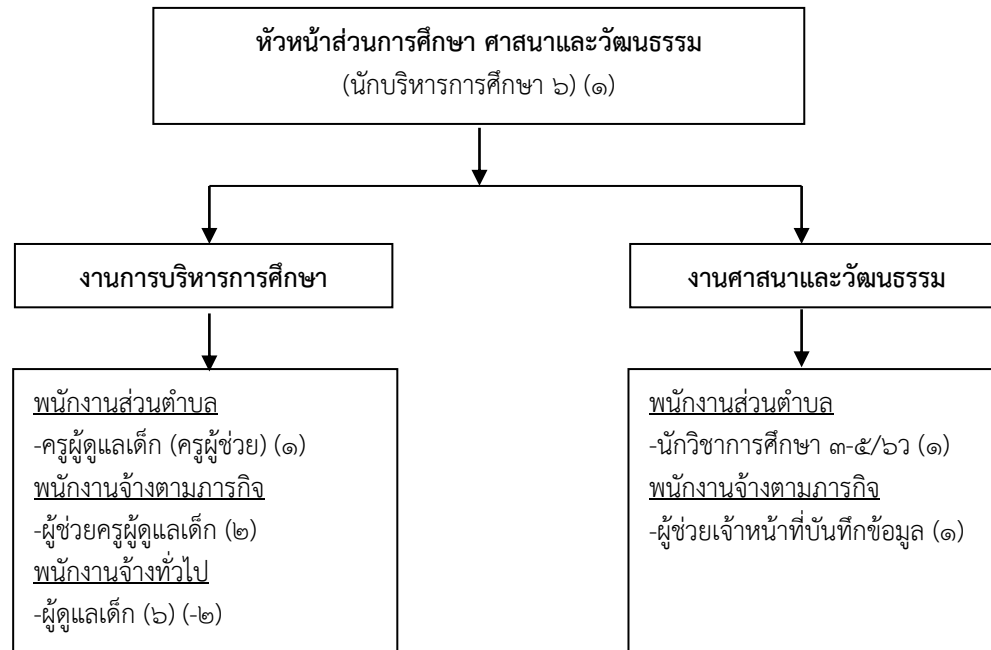 หัวหน้าส่วนการศึกษา ศาสนาและวัฒนธรรม
(นักบริหารการศึกษา ๖) (๑)
งานการบริหารการศึกษา
งานศาสนาและวัฒนธรรม
พนักงานส่วนตำบล
-ครูผู้ดูแลเด็ก (ครูผู้ช่วย) (๑)
พนักงานจ้างตามภารกิจ
-ผู้ช่วยครูผู้ดูแลเด็ก (๒)
พนักงานจ้างทั่วไป
-ผู้ดูแลเด็ก (๖) (-๒)
พนักงานส่วนตำบล
-นักวิชาการศึกษา ๓-๕/๖ว (๑)
พนักงานจ้างตามภารกิจ
-ผู้ช่วยเจ้าหน้าที่บันทึกข้อมูล (๑)